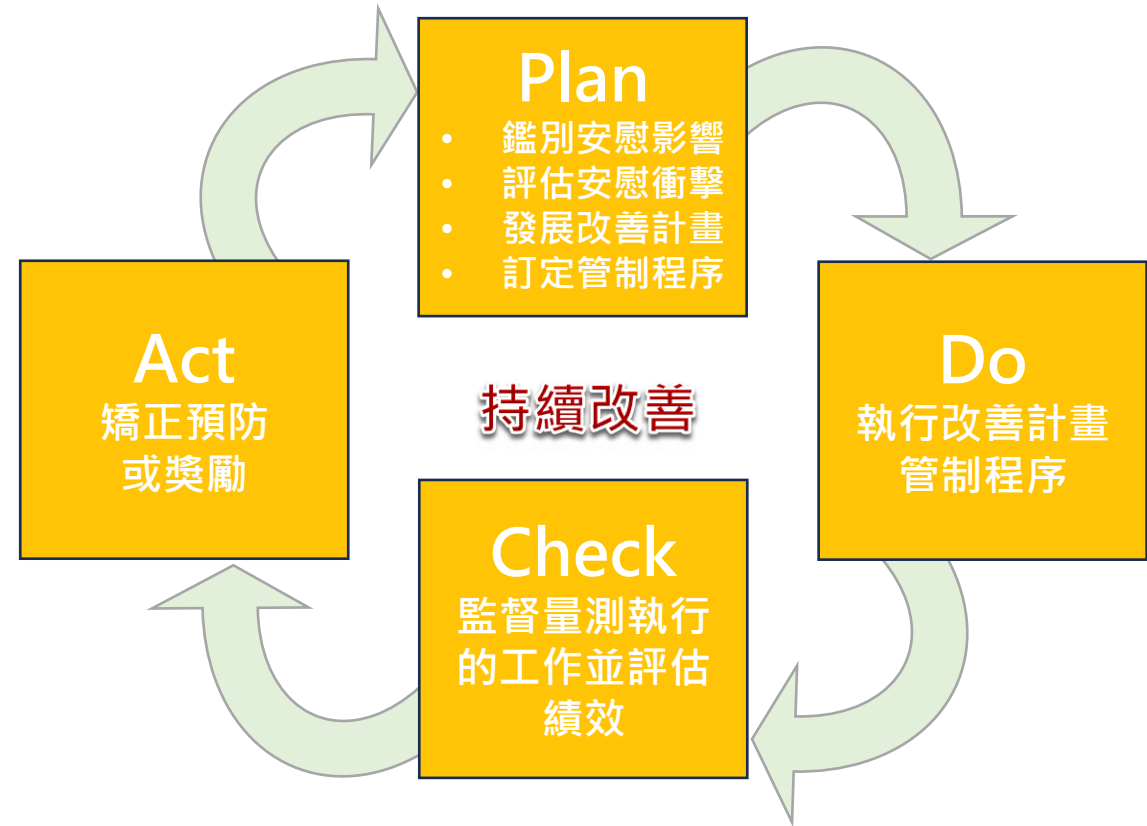 Plan
• 鑑別安慰影響
• 評估安慰衝擊
• 發展改善計畫
• 訂定管制程序
Act
矯正預防
或獎勵
持續改善
Do
執行改善計畫
管制程序
Check
監督量測執行
的工作並評估
績效